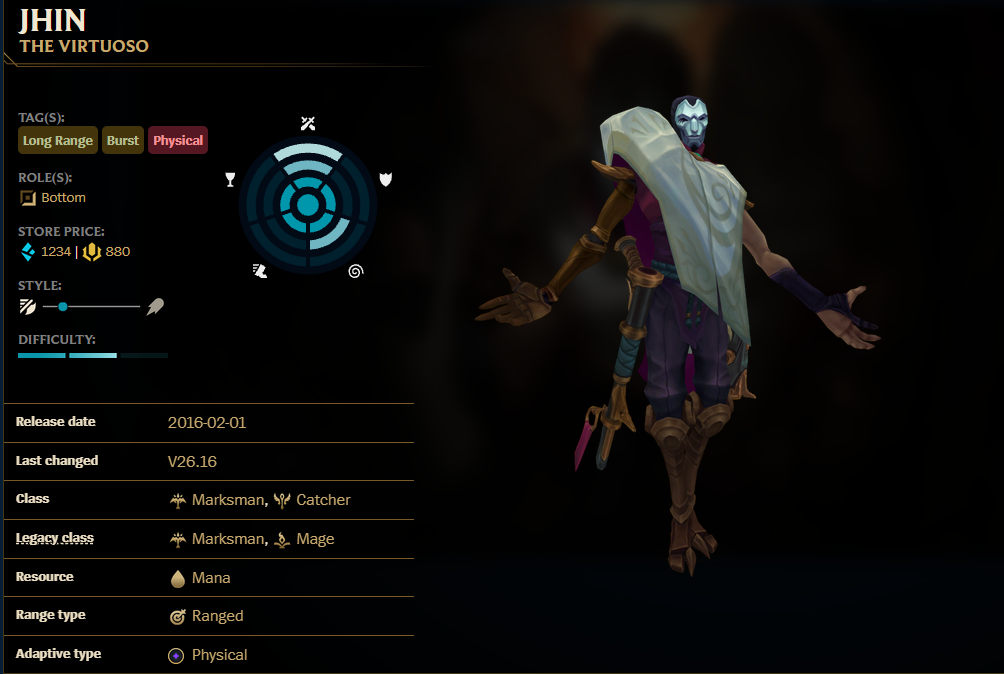 JHIN
THE VIRTUOSO
TAG(S):
Long Range Burst Physical
ROLE(S):
Bottom
STORE PRICE:
1234 | 880
STYLE:
DIFFICULTY:
Release date 2016-02-01
Last changed V26.16
Class Marksman, Catcher
Legacy class Marksman, Mage
Resource Mana
Range type Ranged
Adaptive type Physical